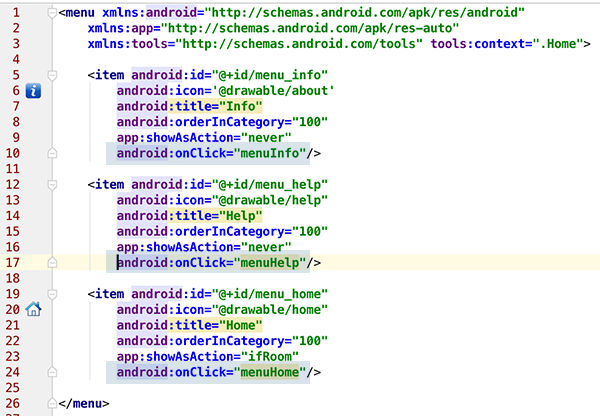 1 <menu xmlns:android="http://schemas.android.com/apk/res/android"
2 xmlns:app="http://schemas.android.com/apk/res-auto"
3 xmlns:tools="http://schemas.android.com/tools" tools:context=".Home">
4
5 <item android:id="@+id/menu_info"
6 android:icon='@drawable/about'
7 android:title="Info"
8 android:orderInCategory="100"
9 app:showAsAction="never"
10 android:onClick="menuInfo"/>
11
12 <item android:id="@+id/menu_help"
13 android:icon="@drawable/help"
14 android:title="Help"
15 android:orderInCategory="100"
16 app:showAsAction="never"
17 android:onClick="menuHelp"/>
18
19 <item android:id="@+id/menu_home"
20 android:icon="@drawable/home"
21 android:title="Home"
22 android:orderInCategory="100"
23 app:showAsAction="ifRoom"
24 android:onClick="menuHome"/>
25
26 </menu>